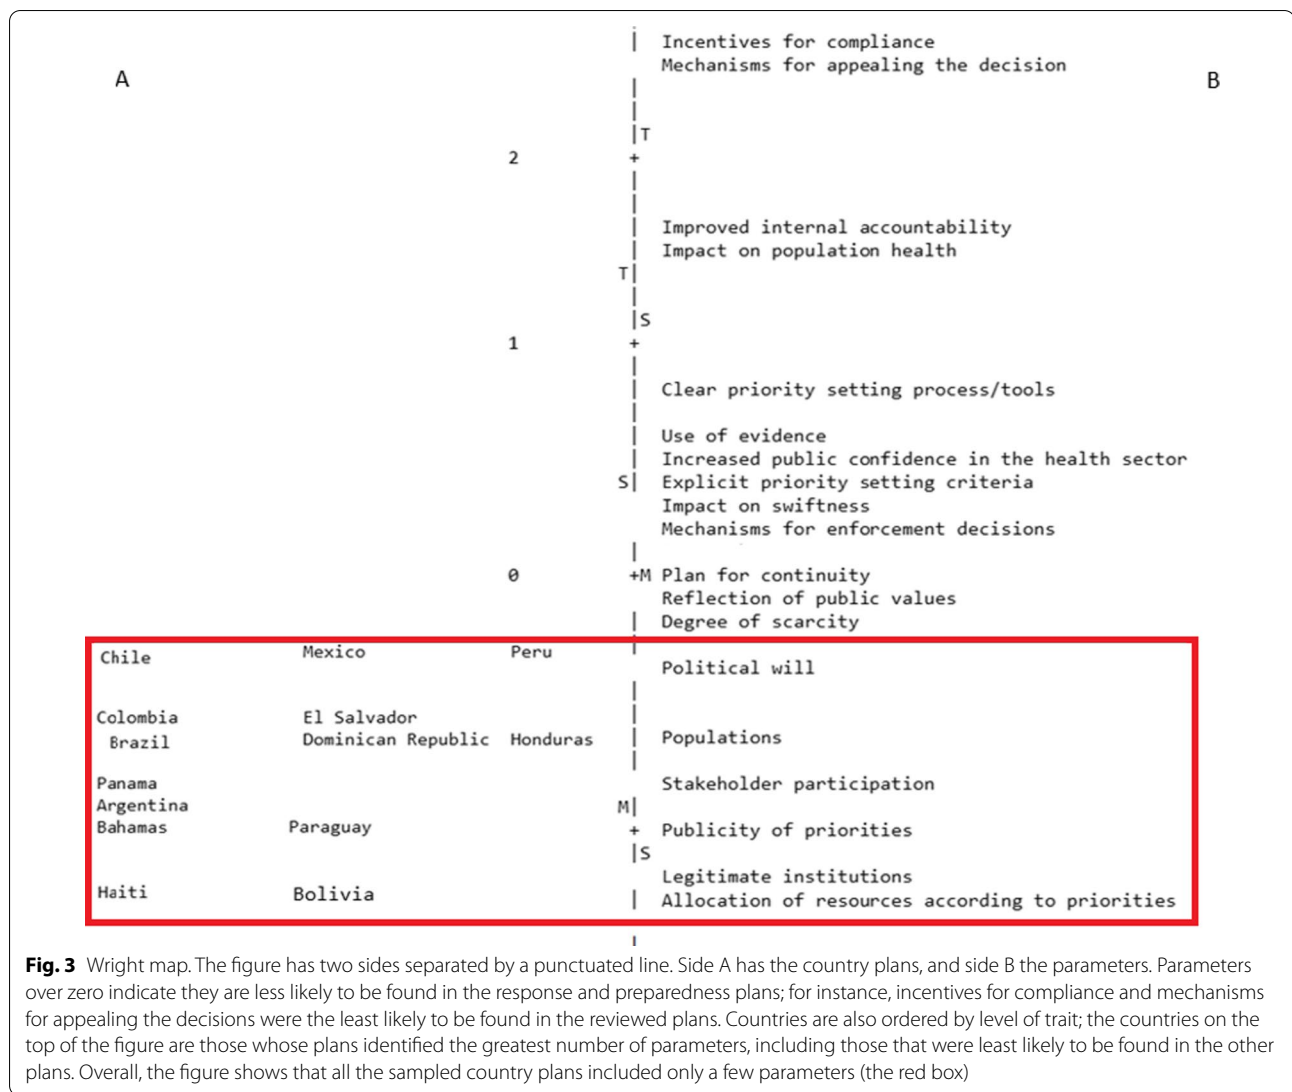 Incentives for compliance
A Mechanisms for appealing the decision B
T
2 +
Improved internal accountability
Impact on population health
T
S
1 +
Clear priority setting process/tools
Use of evidence
Increased public confidence in the health sector
S Explicit priority setting criteria
Impact on swiftness
Mechanisms for enforcement decisions
0 +M Plan for continuity
Reflection of public values
Degree of scarcity
Chile Mexico Peru
Political will
Colombia El Salvador
Brazil Dominican Republic Honduras Populations
Panama Stakeholder participation
Argentina M
Bahamas Paraguay + Publicity of priorities
S
Legitimate institutions
Haiti Bolivia Allocation of resources according to priorities
Fig. 3 Wright map. The figure has two sides separated by a punctuated line. Side A has the country plans, and side B the parameters. Parameters
over zero indicate they are less likely to be found in the response and preparedness plans; for instance, incentives for compliance and mechanisms
for appealing the decisions were the least likely to be found in the reviewed plans. Countries are also ordered by level of trait; the countries on the
top of the figure are those whose plans identified the greatest number of parameters, including those that were least likely to be found in the other
plans. Overall, the figure shows that all the sampled country plans included only a few parameters (the red box)